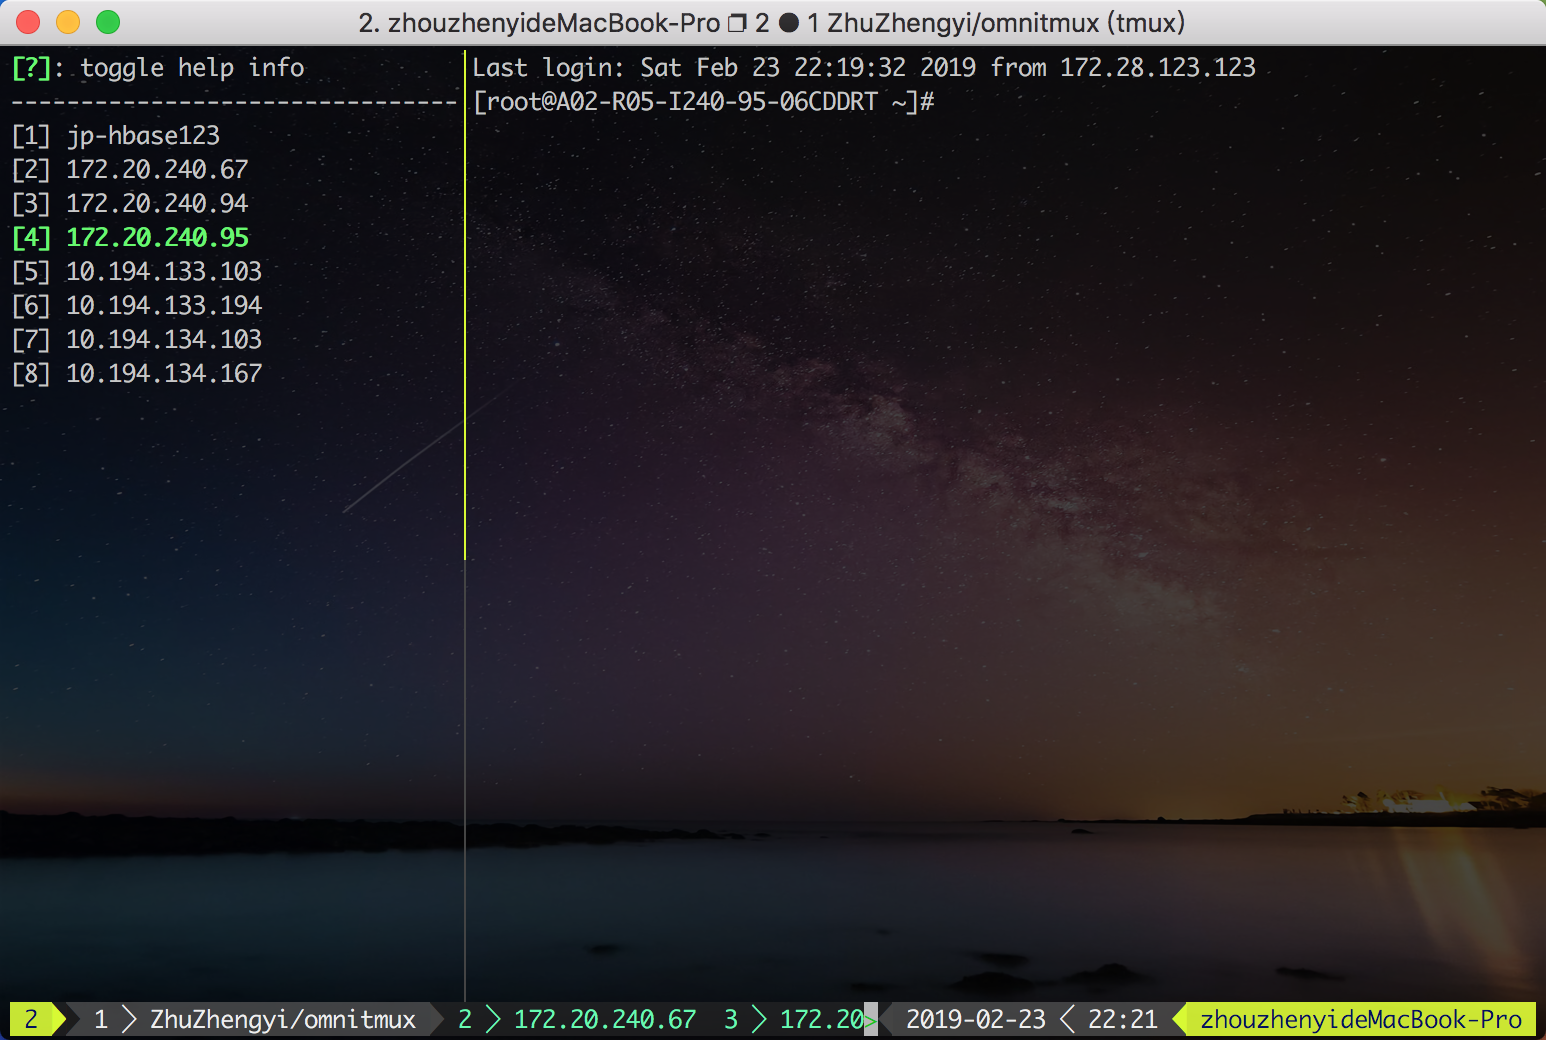 2. zhouzhenyideMacBook-Pro ❐ 2 ● 1 ZhuZhengyi/omnitmux (tmux)
[?]: toggle help info
--------------------------------
[1] jp-hbase123
[2] 172.20.240.67
[3] 172.20.240.94
[4] 172.20.240.95
[5] 10.194.133.103
[6] 10.194.133.194
[7] 10.194.134.103
[8] 10.194.134.167
Last login: Sat Feb 23 22:19:32 2019 from 172.28.123.123
[root@A02-R05-I240-95-06CDDRT ~]#
2 1 ZhuZhengyi/omnitmux 2 172.20.240.67 3 172.20> 2019-02-23 22:21 zhouzhenyideMacBook-Pro